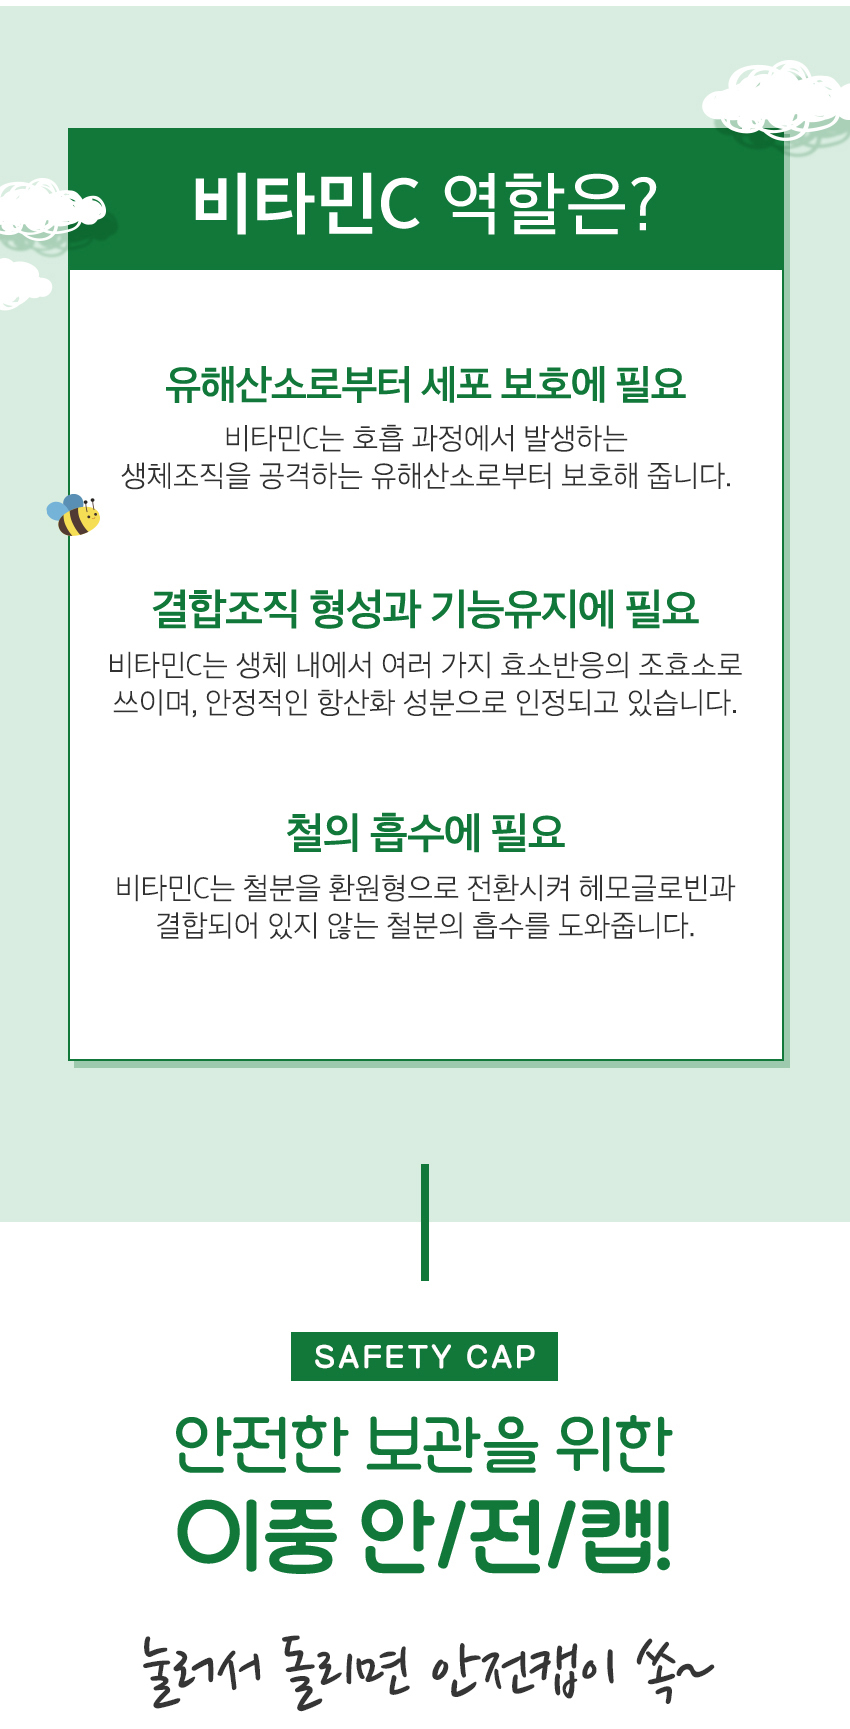 비타민C 역할은?
유해산소로부터 세포 보호에 필요
비타민C는 호흡 과정에서 발생하는
생체조직을 공격하는 유해산소로부터 보호해 줍니다.
결합조직 형성과 기능유지에 필요
비타민C는 생체 내에서 여러 가지 효소반응의 조효소로
쓰이며, 안정적인 항산화 성분으로 인정되고 있습니다.
철의 흡수에 필요
비타민C는 철분을 환원형으로 전환시켜 헤모글로빈과
결합되어 있지 않는 철분의 흡수를 도와줍니다.
SAFETY CAP
안전한 보관을 위한
이중 안/전/캡!
눌러서 돌리면 안전캡이 쏙~